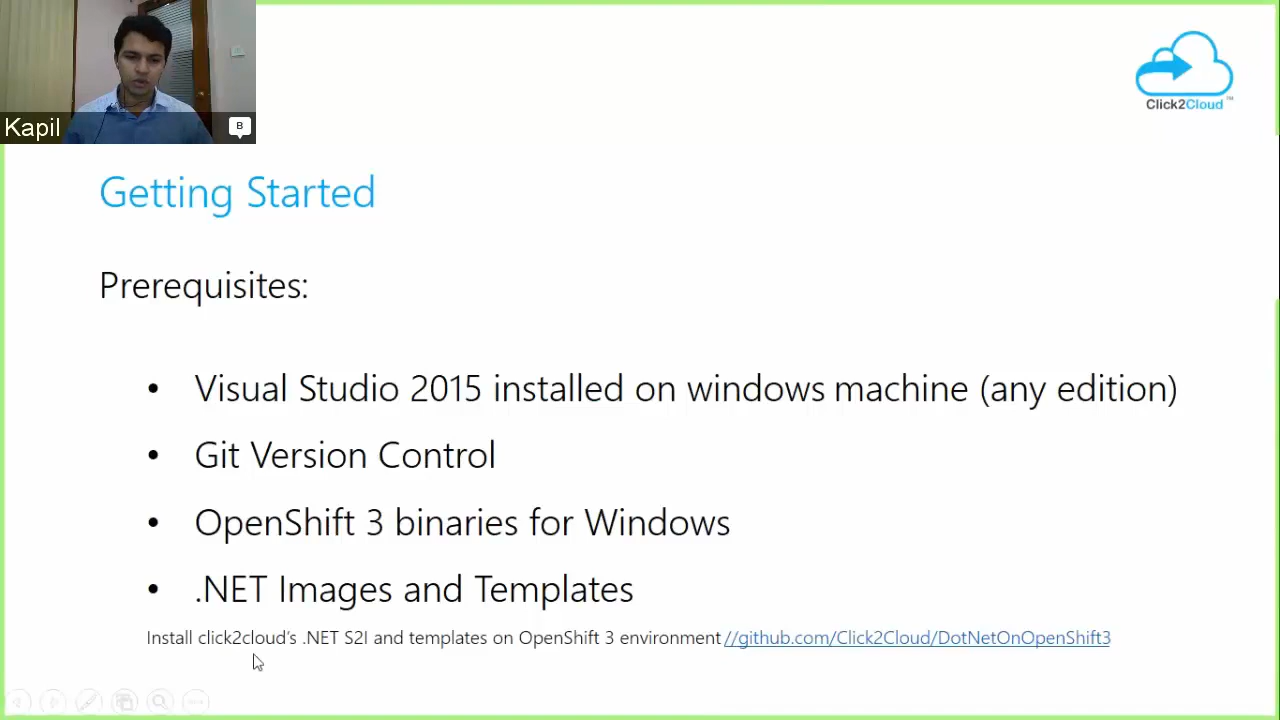 Kapil
B
Click2Cloud™
Getting Started
Prerequisites:
• Visual Studio 2015 installed on windows machine (any edition)
• Git Version Control
• OpenShift 3 binaries for Windows
• .NET Images and Templates
Install click2cloud's .NET S2I and templates on OpenShift 3 environment //github.com/Click2Cloud/DotNetOnOpenShift3